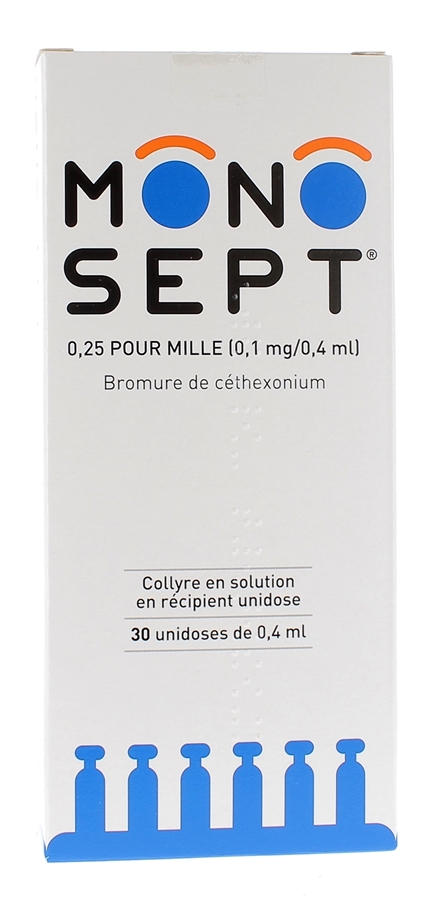 MONO
SEPT®
0,25 POUR MILLE (0,1 mg/0,4 ml)
Bromure de céthexonium
Collyre en solution
en récipient unidose
30 unidoses de 0,4 ml